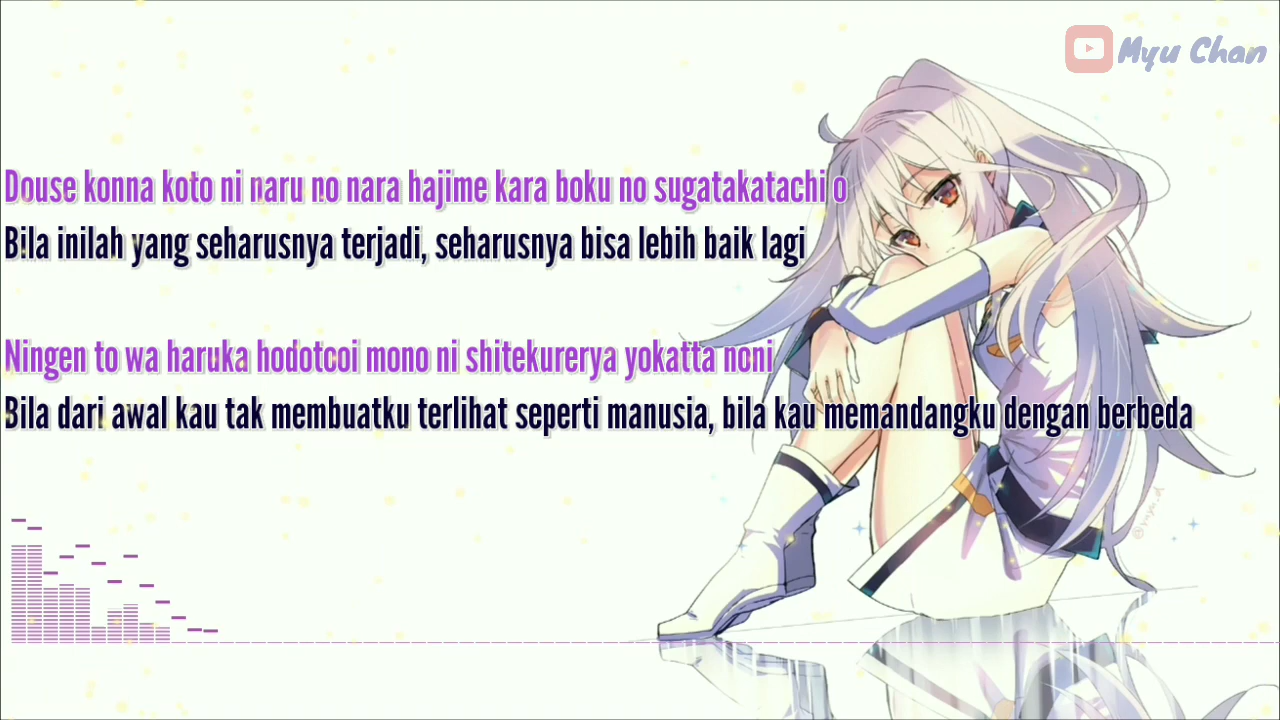 Myu Chan
Douse konna koto ni naru no nara hajime kara boku no sugatakatachi o
Bila inilah yang seharusnya terjadi, seharusnya bisa lebih baik lagi
Ningen to wa haruka hodotcoi mono ni shitekurerya yokatta noni
Bila dari awal kau tak membuatku terlihat seperti manusia, bila kau memandangku dengan berbeda